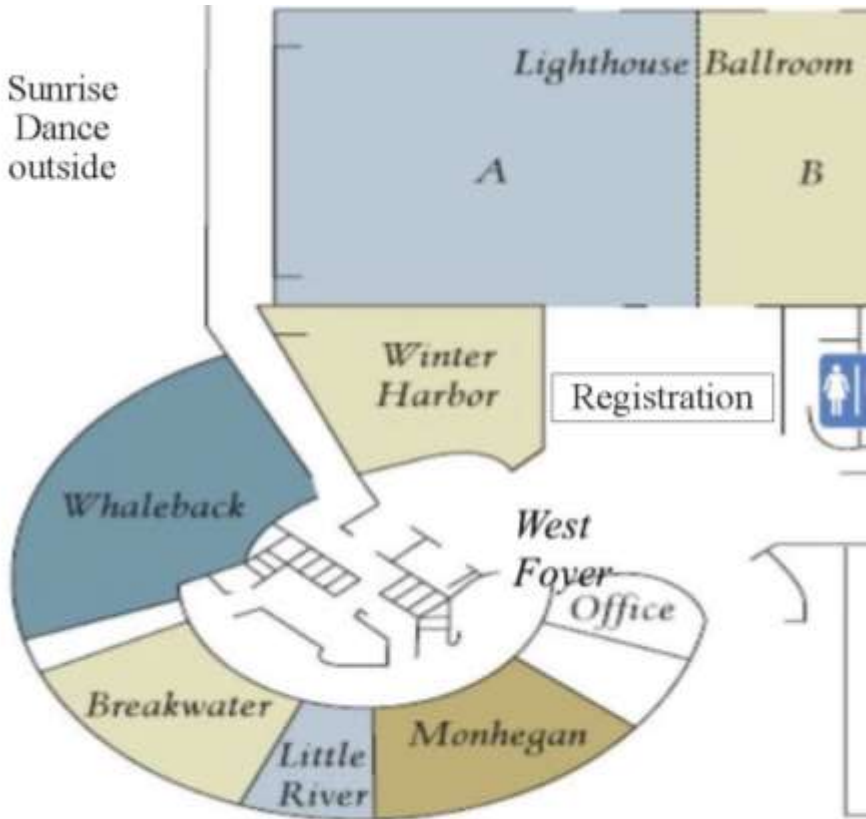 Sunrise
Dance
outside
Lighthouse Ballroom
A
B
Winter
Harbor
Registration
Whaleback
West
Foyer
Office
Breakwater
Little
River
Monhegan